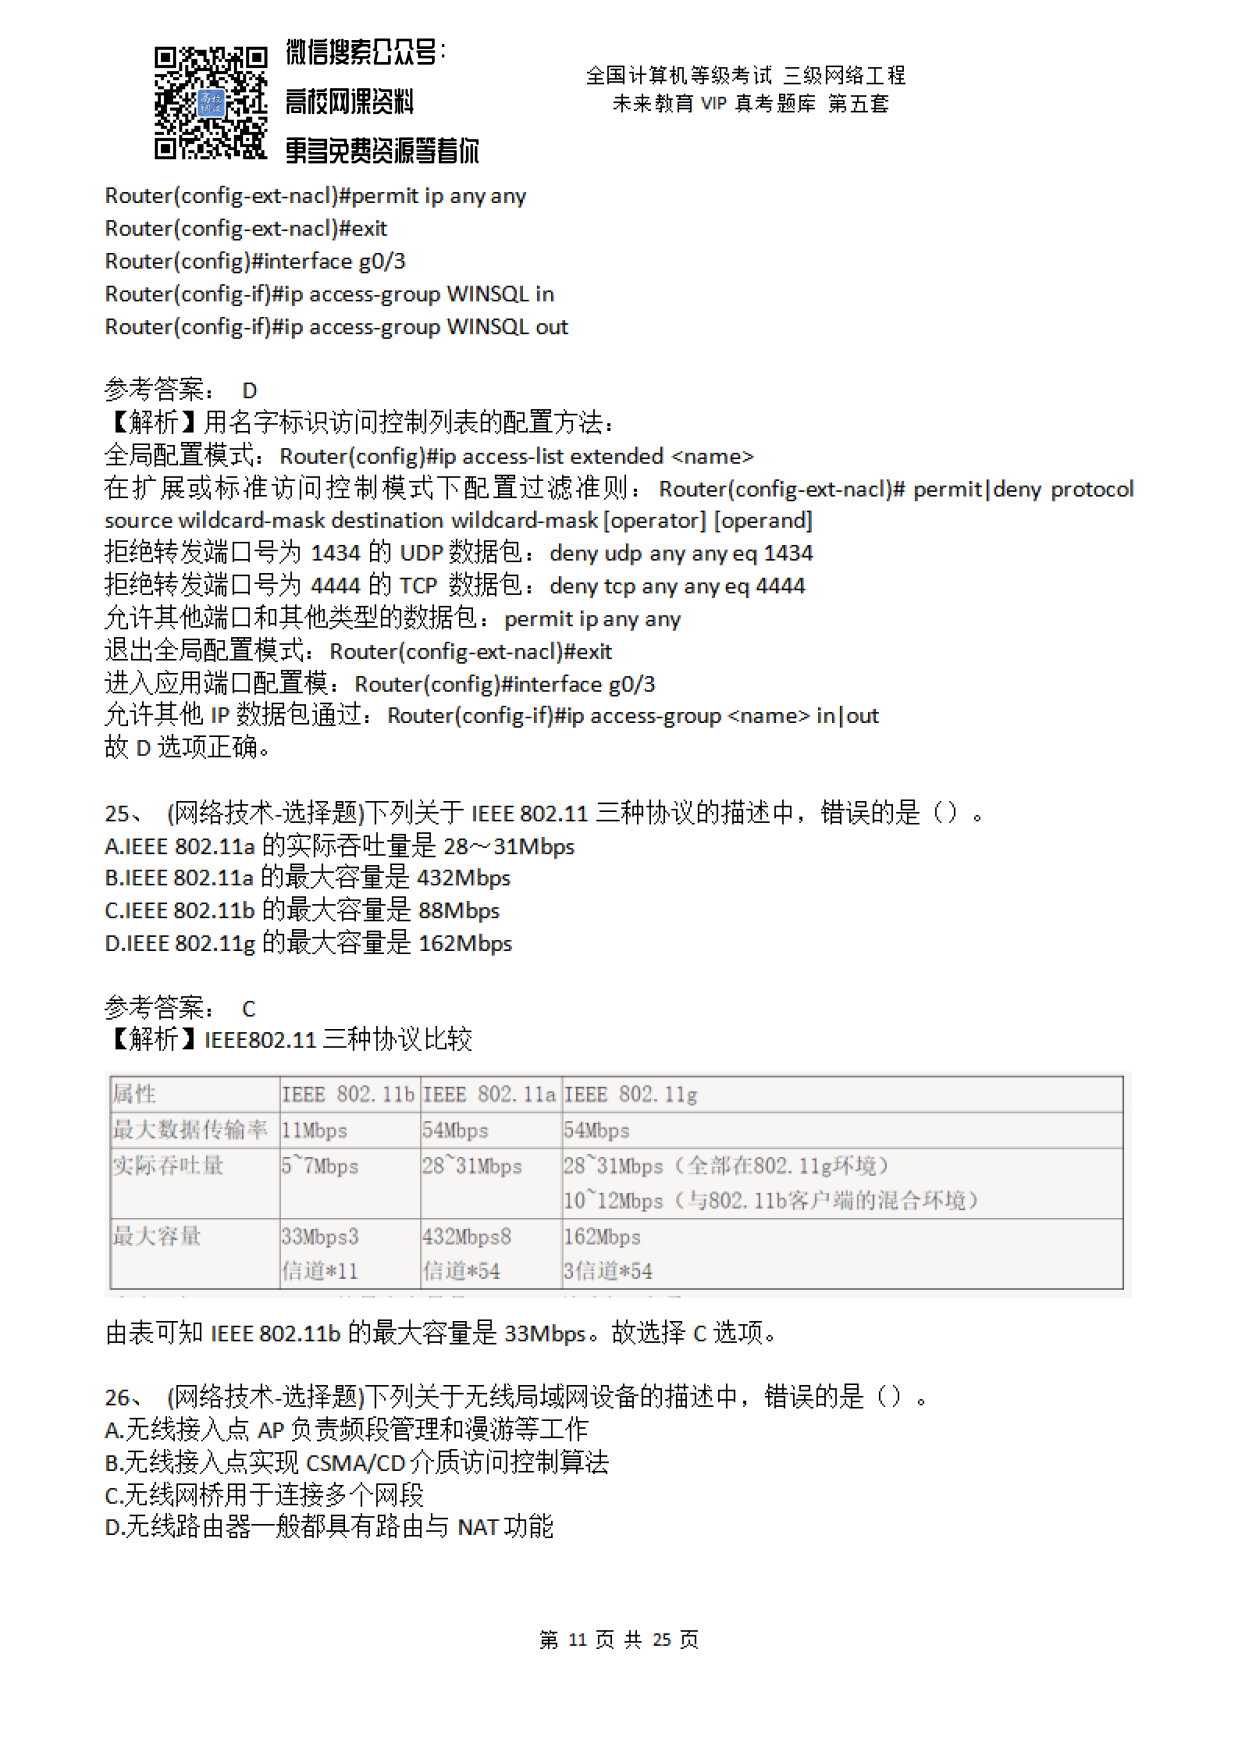 微信搜索公众号:
高校网课资料
更多免费资源等着你
全国计算机等级考试 三级网络工程
未来教育 VIP 真考题库 第五套
Router(config-ext-nacl)#permit ip any any
Router(config-ext-nacl)#exit
Router(config)#interface g0/3
Router(config-if)#ip access-group WINSQL in
Router(config-if)#ip access-group WINSQL out
参考答案： D
【解析】用名字标识访问控制列表的配置方法：
全局配置模式：Router(config)#ip access-list extended <name>
在扩展或标准访问控制模式下配置过滤准则：Router(config-ext-nacl)# permit|deny protocol
source wildcard-mask destination wildcard-mask [operator] [operand]
拒绝转发端口号为 1434 的 UDP 数据包：deny udp any any eq 1434
拒绝转发端口号为 4444 的 TCP 数据包：deny tcp any any eq 4444
允许其他端口和其他类型的数据包：permit ip any any
退出全局配置模式：Router(config-ext-nacl)#exit
进入应用端口配置模：Router(config)#interface g0/3
允许其他 IP 数据包通过：Router(config-if)#ip access-group <name> in|out
故 D 选项正确。
25、 (网络技术-选择题)下列关于 IEEE 802.11 三种协议的描述中，错误的是（）。
A.IEEE 802.11a 的实际吞吐量是 28～31Mbps
B.IEEE 802.11a 的最大容量是 432Mbps
C.IEEE 802.11b 的最大容量是 88Mbps
D.IEEE 802.11g 的最大容量是 162Mbps
参考答案： C
【解析】IEEE802.11 三种协议比较
属性 IEEE 802.11b IEEE 802.11a IEEE 802.11g
最大数据传输率 11Mbps 54Mbps 54Mbps
实际吞吐量 5~7Mbps 28~31Mbps 28~31Mbps（全部在802.11g环境）
10~12Mbps（与802.11b客户端的混合环境）
最大容量 33Mbps3 432Mbps8 162Mbps
信道*11 信道*54 3信道*54
由表可知 IEEE 802.11b 的最大容量是 33Mbps。故选择 C 选项。
26、 (网络技术-选择题)下列关于无线局域网设备的描述中，错误的是（）。
A.无线接入点 AP 负责频段管理和漫游等工作
B.无线接入点实现 CSMA/CD 介质访问控制算法
C.无线网桥用于连接多个网段
D.无线路由器一般都具有路由与 NAT 功能
第 11 页 共 25 页